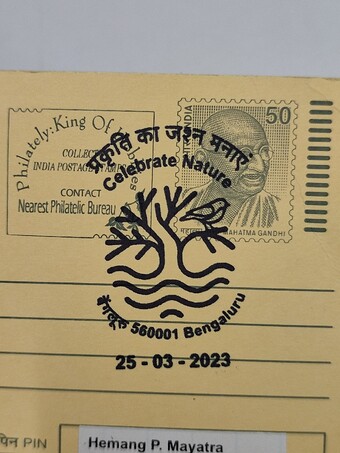 Philately: King Of Hobbies
COLLECT
INDIA POSTAGE STAMPS
CONTACT
Nearest Philatelic Bureau
50
INDIA
MAHATMA GANDHI
प्रकृति का जश्न मनाएं
Celebrate Nature
बेंगलूरु 560001 Bengaluru
25 - 03 - 2023
पिन PIN
Hemang P. Mayatra